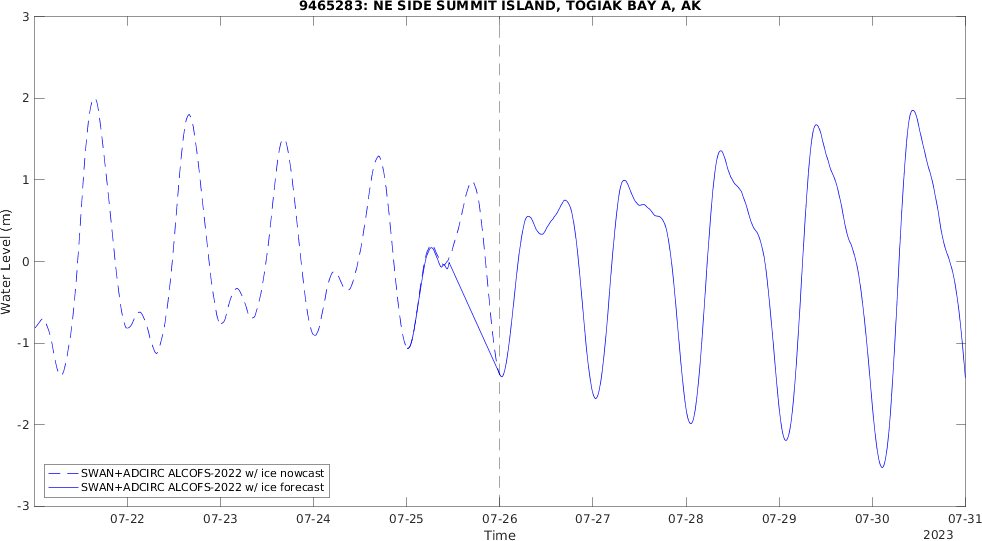 9465283: NE SIDE SUMMIT ISLAND, TOGIAK BAY A, AK
3
2
1
0
-1
-2
-3
Water Level (m)
SWAN+ADCIRC ALCOFS-2022 w/ ice nowcast
SWAN+ADCIRC ALCOFS-2022 w/ ice forecast
07-22 07-23 07-24 07-25 07-26 07-27 07-28 07-29 07-30 07-31
Time
2023